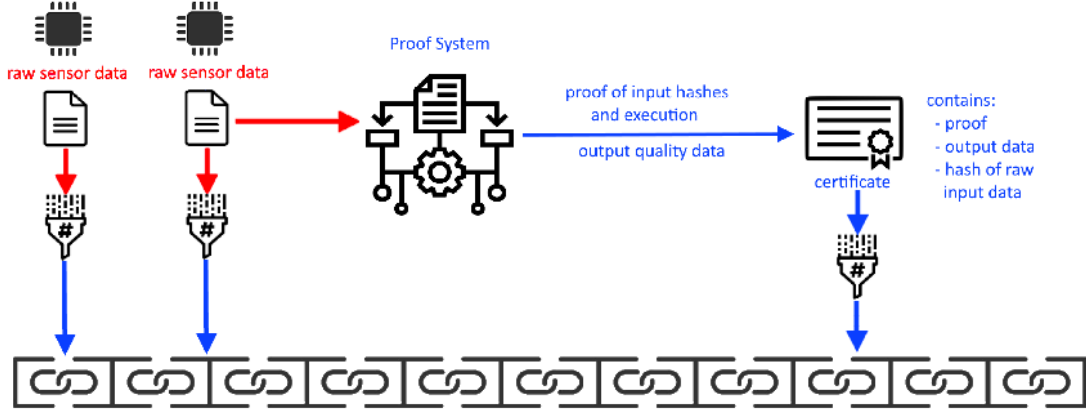 raw sensor data
raw sensor data
Proof System
proof of input hashes
and execution
output quality data
contains:
- proof
- output data
- hash of raw
input data
certificate
#
#
#